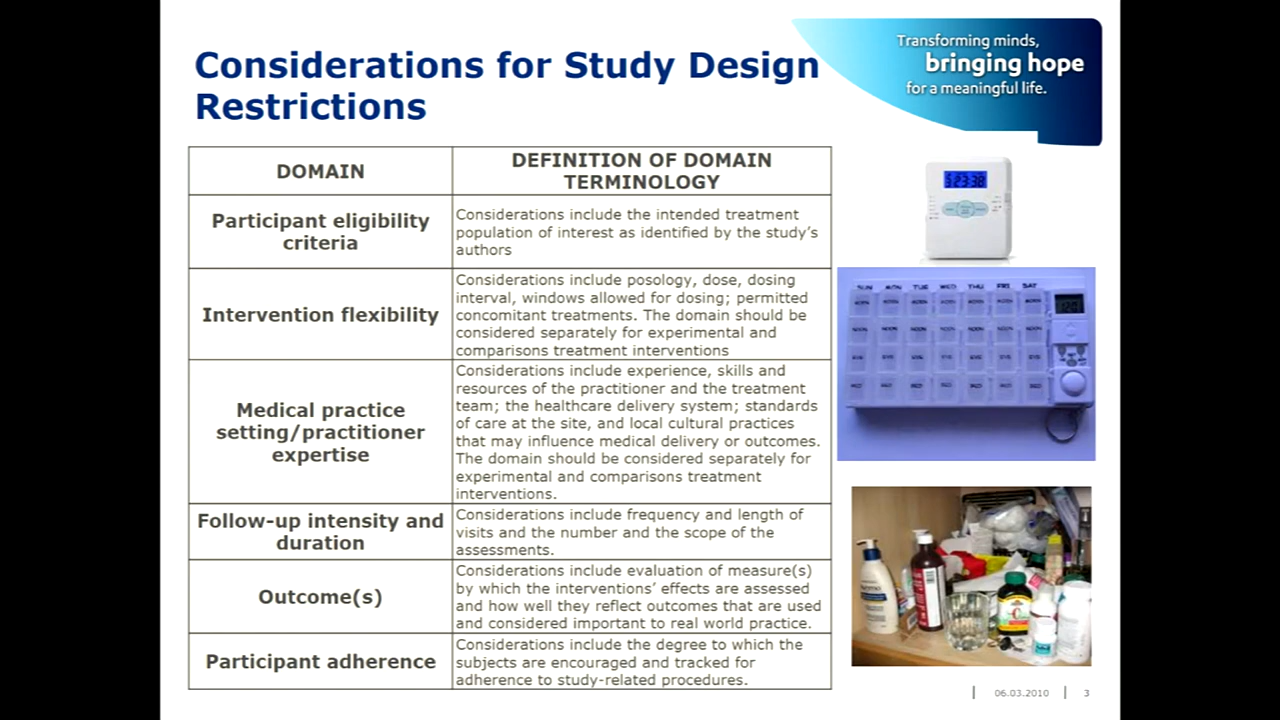 Considerations for Study Design
Restrictions
Transforming minds,
bringing hope
for a meaningful life.
DOMAIN
DEFINITION OF DOMAIN
TERMINOLOGY
Participant eligibility
criteria
Considerations include the intended treatment
population of interest as identified by the study's
authors
Intervention flexibility
Considerations include posology, dose, dosing
interval, windows allowed for dosing; permitted
concomitant treatments. The domain should be
considered separately for experimental and
comparisons treatment interventions
Medical practice
setting/practitioner
expertise
Considerations include experience, skills and
resources of the practitioner and the treatment
team; the healthcare delivery system; standards
of care at the site, and local cultural practices
that may influence medical delivery or outcomes.
The domain should be considered separately for
experimental and comparisons treatment
interventions.
Follow-up intensity and
duration
Considerations include frequency and length of
visits and the number and the scope of the
assessments.
Outcome(s)
Considerations include evaluation of measure(s)
by which the interventions' effects are assessed
and how well they reflect outcomes that are used
and considered important to real world practice.
Participant adherence
Considerations include the degree to which the
subjects are encouraged and tracked for
adherence to study-related procedures.
SUN MON TUE WED THU FRI SAT
06.03.2010 3